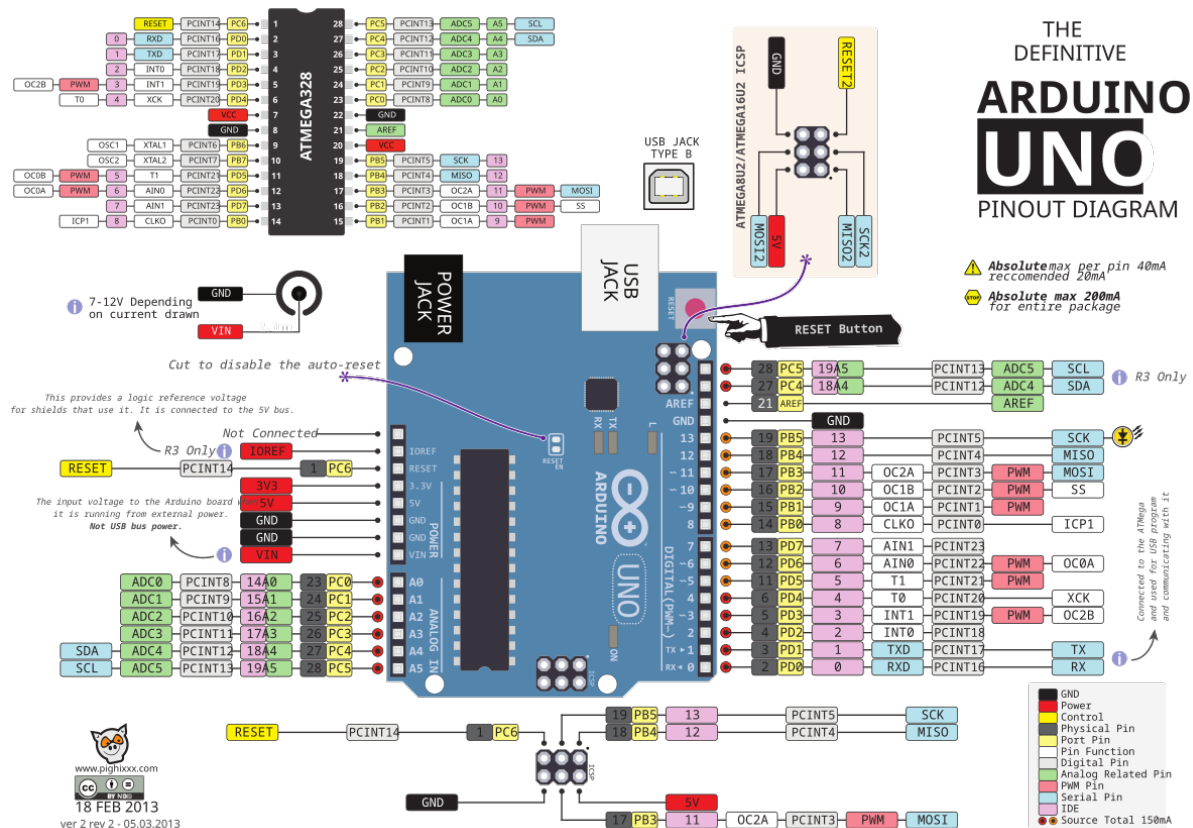 THE
DEFINITIVE
ARDUINO
UNO
PINOUT DIAGRAM
Absolute max per pin 40mA
reccomended 20mA
STOP
Absolute max 200mA
for entire package
RESET PCINT14 PC6 1
0 RXD PCINT16 PD0 2
1 TXD PCINT17 PD1 3
2 INT0 PCINT18 PD2 4
OC2B PWM 3 INT1 PCINT19 PD3 5
T0 4 XCK PCINT20 PD4 6
VCC 7
GND 8
OSC1 XTAL1 PCINT6 PB6 9
OSC2 XTAL2 PCINT7 PB7 10
OC0B PWM 5 T1 PCINT21 PD5 11
OC0A PWM 6 AIN0 PCINT22 PD6 12
7 AIN1 PCINT23 PD7 13
ICP1 8 CLKO PCINT0 PB0 14
ATMEGA328
28 PC5 PCINT13 ADC5 A5 SCL
27 PC4 PCINT12 ADC4 A4 SDA
26 PC3 PCINT11 ADC3 A3
25 PC2 PCINT10 ADC2 A2
24 PC1 PCINT9 ADC1 A1
23 PC0 PCINT8 ADC0 A0
22 GND
21 AREF
20 VCC
19 PB5 PCINT5 SCK 13
18 PB4 PCINT4 MISO 12
17 PB3 PCINT3 OC2A 11 PWM MOSI
16 PB2 PCINT2 OC1B 10 PWM SS
15 PB1 PCINT1 OC1A 9 PWM
USB JACK
TYPE B
ATMEGA8U2/ATMEGA16U2 ICSP
GND
RESET2
MOSI2
5V
MISO2
SCK2
GND
VIN
7-12V Depending
on current drawn
POWER
JACK
USB
JACK
RESET
RESET Button
Cut to disable the auto-reset
This provides a logic reference voltage
for shields that use it. It is connected to the 5V bus.
Not Connected
R3 Only IOREF
RESET PCINT14 1 PC6
3V3
5V
GND
GND
VIN
The input voltage to the Arduino board when
it is running from external power.
Not USB bus power.
ADC0 PCINT8 14 A0 23 PC0
ADC1 PCINT9 15 A1 24 PC1
ADC2 PCINT10 16 A2 25 PC2
ADC3 PCINT11 17 A3 26 PC3
SDA ADC4 PCINT12 18 A4 27 PC4
SCL ADC5 PCINT13 19 A5 28 PC5
IOREF
RESET
3.3V
5V
GND
GND
VIN
POWER
A0
A1
A2
A3
A4
A5
ANALOG IN
RESET
EN
RX
TX
L
ARDUINO
UNO
ON
ICSP
AREF
GND
13
12
~11
~10
~9
8
7
~6
~5
4
~3
2
TX 1
RX 0
DIGITAL(PWM~)
28 PC5 19 A5 PCINT13 ADC5 SCL
27 PC4 18 A4 PCINT12 ADC4 SDA
R3 Only
21 AREF AREF
GND
19 PB5 13 PCINT5 SCK
18 PB4 12 PCINT4 MISO
17 PB3 11 OC2A PCINT3 PWM MOSI
16 PB2 10 OC1B PCINT2 PWM SS
15 PB1 9 OC1A PCINT1 PWM
14 PB0 8 CLKO PCINT0 ICP1
13 PD7 7 AIN1 PCINT23
12 PD6 6 AIN0 PCINT22 PWM OC0A
11 PD5 5 T1 PCINT21 PWM
6 PD4 4 T0 PCINT20 XCK
5 PD3 3 INT1 PCINT19 PWM OC2B
4 PD2 2 INT0 PCINT18
3 PD1 1 TXD PCINT17 TX
2 PD0 0 RXD PCINT16 RX
Connected to the ATMega
and used for USB program
and communicating with it
19 PB5 13 PCINT5 SCK
18 PB4 12 PCINT4 MISO
RESET PCINT14 1 PC6
ICSP
GND
5V
17 PB3 11 OC2A PCINT3 PWM MOSI
GND
Power
Control
Physical Pin
Port Pin
Pin Function
Digital Pin
Analog Related Pin
PWM Pin
Serial Pin
IDE
Source Total 150mA
www.pighixxx.com
cc BY ND
18 FEB 2013
ver 2 rev 2 - 05.03.2013